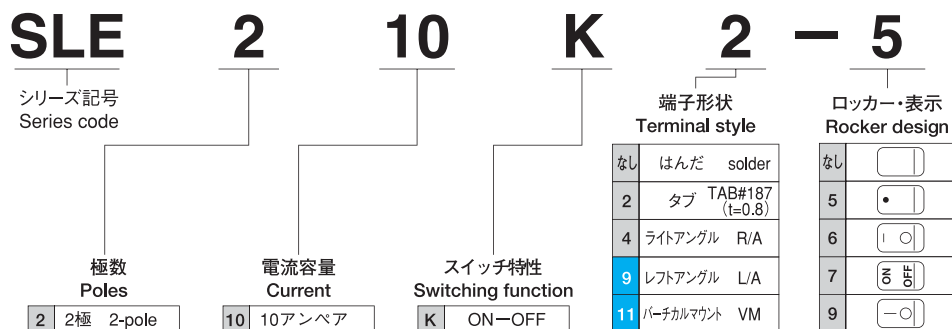 SLE 2 10 K 2 - 5
シリーズ記号
Series code
端子形状
Terminal style
なし はんだ solder
2 タブ TAB#187
(t=0.8)
4 ライトアングル R/A
9 レフトアングル L/A
11 バーチカルマウント VM
ロッカー・表示
Rocker design
なし
5
6 — ○
7 ON OFF
9 — ○
極数
Poles
2 2極 2-pole
電流容量
Current
10 10アンペア
スイッチ特性
Switching function
K ON—OFF